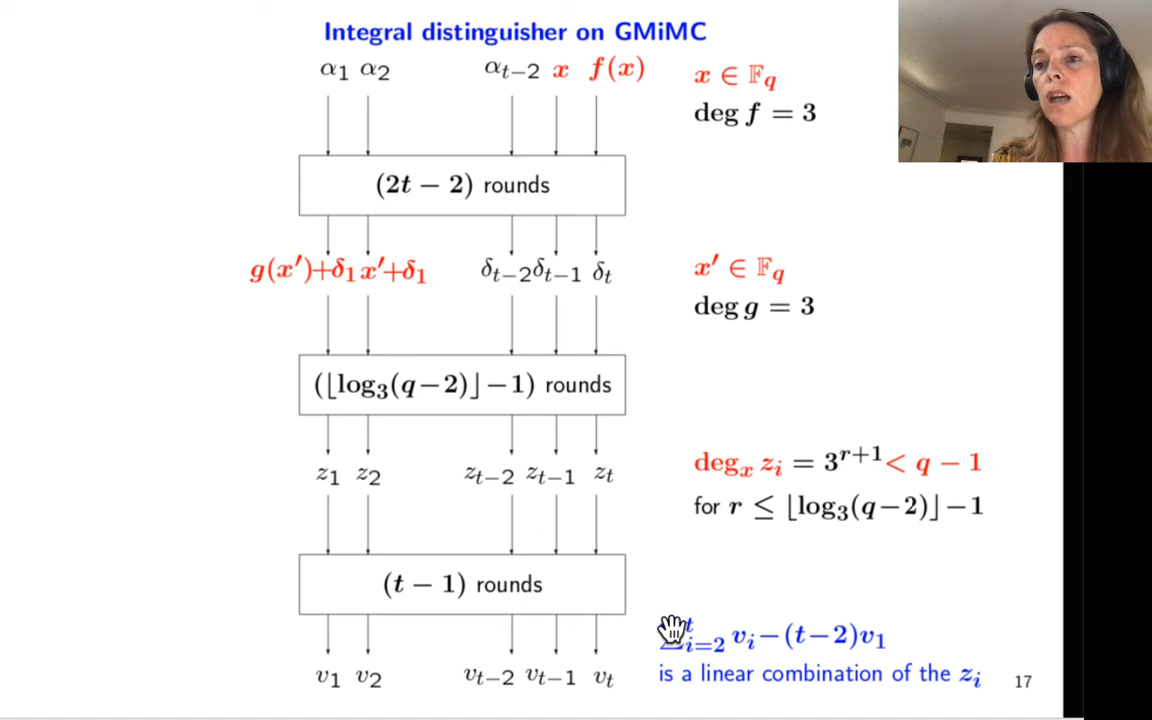 Integral distinguisher on GMiMC
α₁ α₂ αₜ₋₂ x f(x)
x ∈ 𝔽q
deg f = 3
(2t − 2) rounds
g(x′)+δ₁ x′+δ₁ δₜ₋₂ δₜ₋₁ δₜ
x′ ∈ 𝔽q
deg g = 3
(⌊log₃(q−2)⌋−1) rounds
z₁ z₂ zₜ₋₂ zₜ₋₁ zₜ
degₓ zᵢ = 3ʳ⁺¹ < q − 1
for r ≤ ⌊log₃(q−2)⌋−1
(t − 1) rounds
t
i=2 vᵢ−(t−2)v₁
is a linear combination of the zᵢ
v₁ v₂ vₜ₋₂ vₜ₋₁ vₜ
17